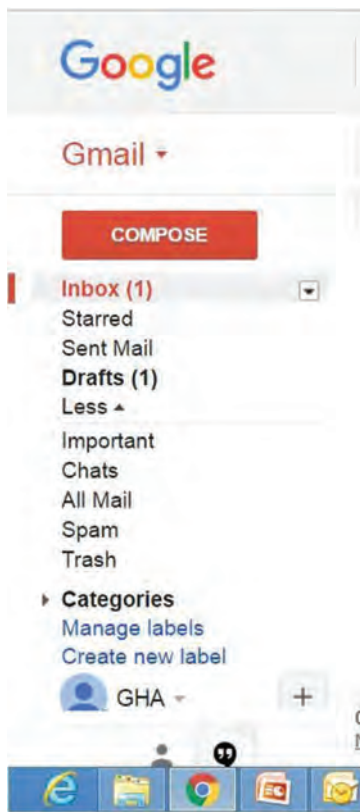 Google
Gmail
COMPOSE
Inbox (1)
Starred
Sent Mail
Drafts (1)
Less
Important
Chats
All Mail
Spam
Trash
Categories
Manage labels
Create new label
GHA